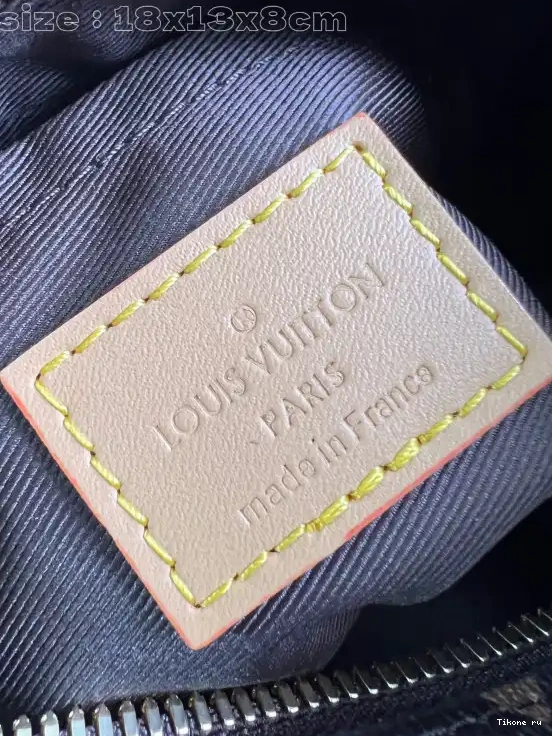 size : 18x13x8cm
LOUIS VUITTON
PARIS
made in France
Tikone ru